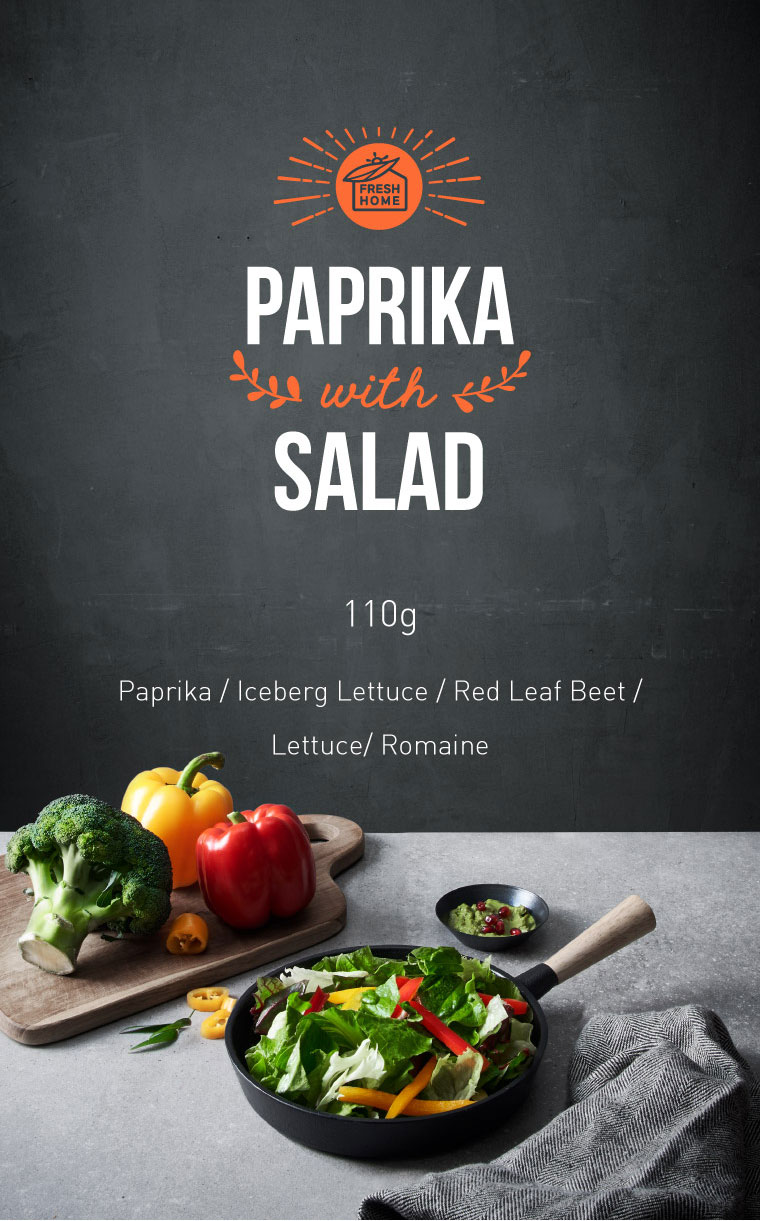 FRESH
HOME
PAPRIKA
with
SALAD
110g
Paprika / Iceberg Lettuce / Red Leaf Beet /
Lettuce/ Romaine